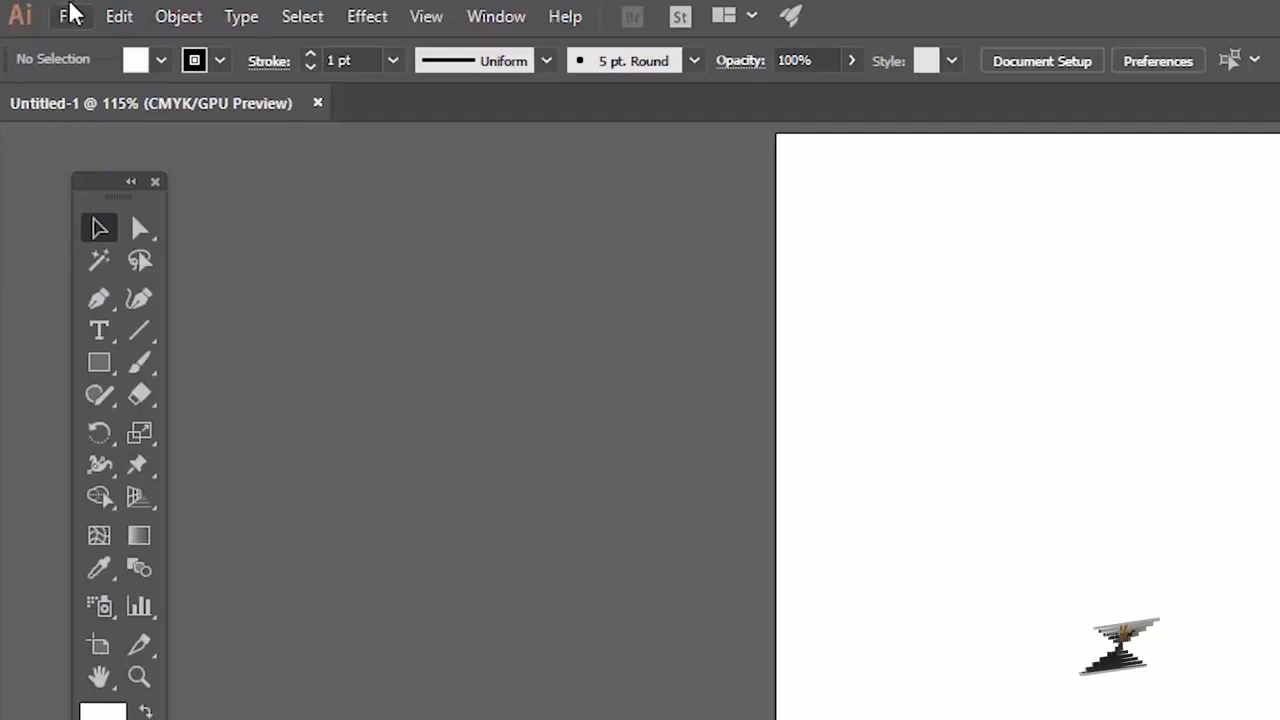 Ai F Edit Object Type Select Effect View Window Help Br St
No Selection Stroke: 1 pt Uniform 5 pt. Round Opacity: 100% Style: Document Setup Preferences
Untitled-1 @ 115% (CMYK/GPU Preview)
T